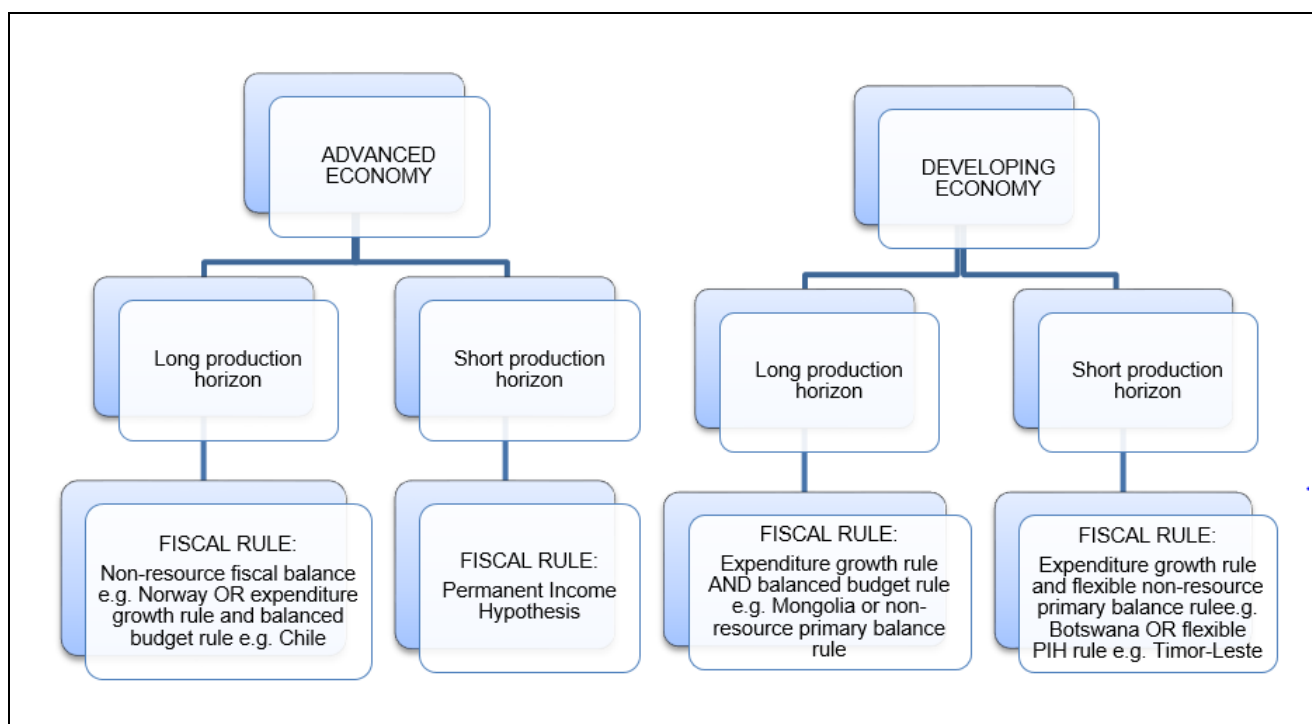 ADVANCED
ECONOMY
Long production
horizon
Short production
horizon
FISCAL RULE:
Non-resource fiscal balance
e.g. Norway OR expenditure
growth rule and balanced
budget rule e.g. Chile
FISCAL RULE:
Permanent Income
Hypothesis
DEVELOPING
ECONOMY
Long production
horizon
Short production
horizon
FISCAL RULE:
Expenditure growth rule
AND balanced budget rule
e.g. Mongolia or non-
resource primary balance
rule
FISCAL RULE:
Expenditure growth rule
and flexible non-resource
primary balance rulee.g.
Botswana OR flexible
PIH rule e.g. Timor-Leste